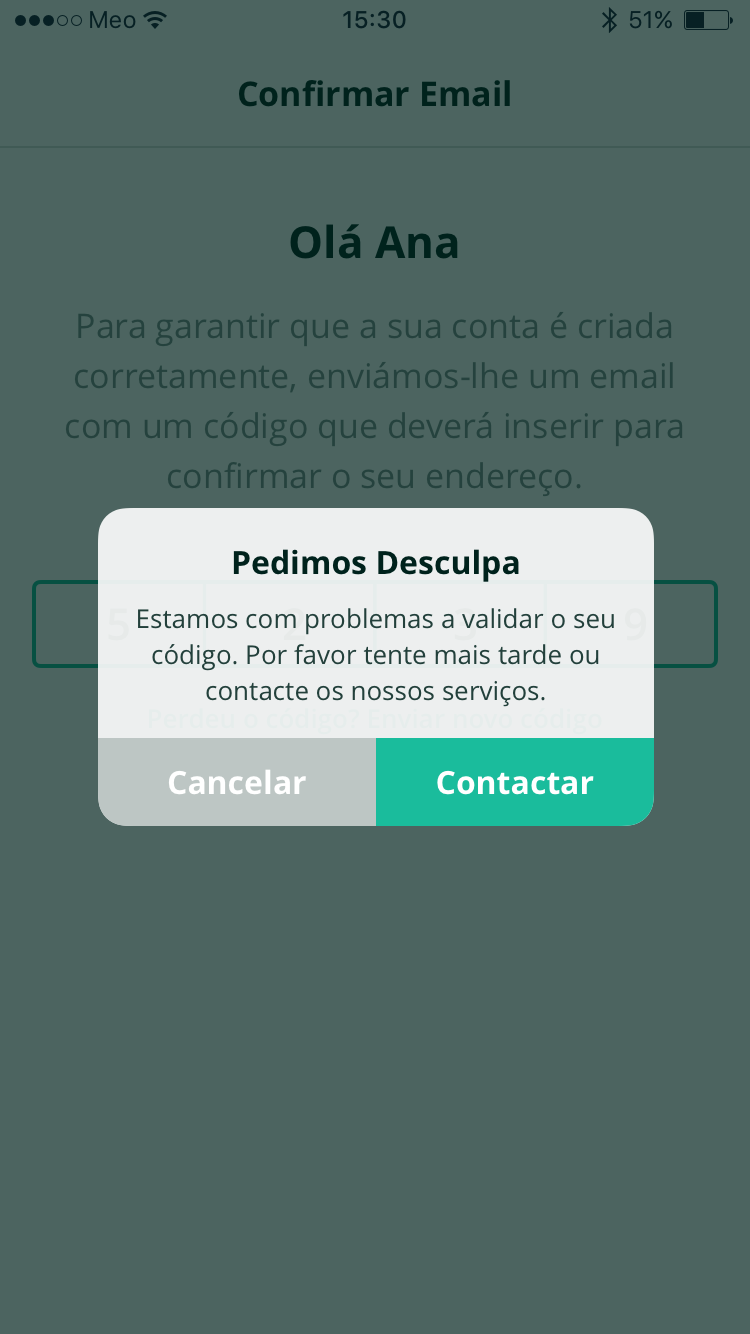 Meo 15:30 51%
Confirmar Email
Olá Ana
Para garantir que a sua conta é criada
corretamente, enviámos-lhe um email
com um código que deverá inserir para
confirmar o seu endereço.
Pedimos Desculpa
5 2 3 9
Estamos com problemas a validar o seu
código. Por favor tente mais tarde ou
contacte os nossos serviços.
Perdeu o código? Enviar novo código
Cancelar Contactar